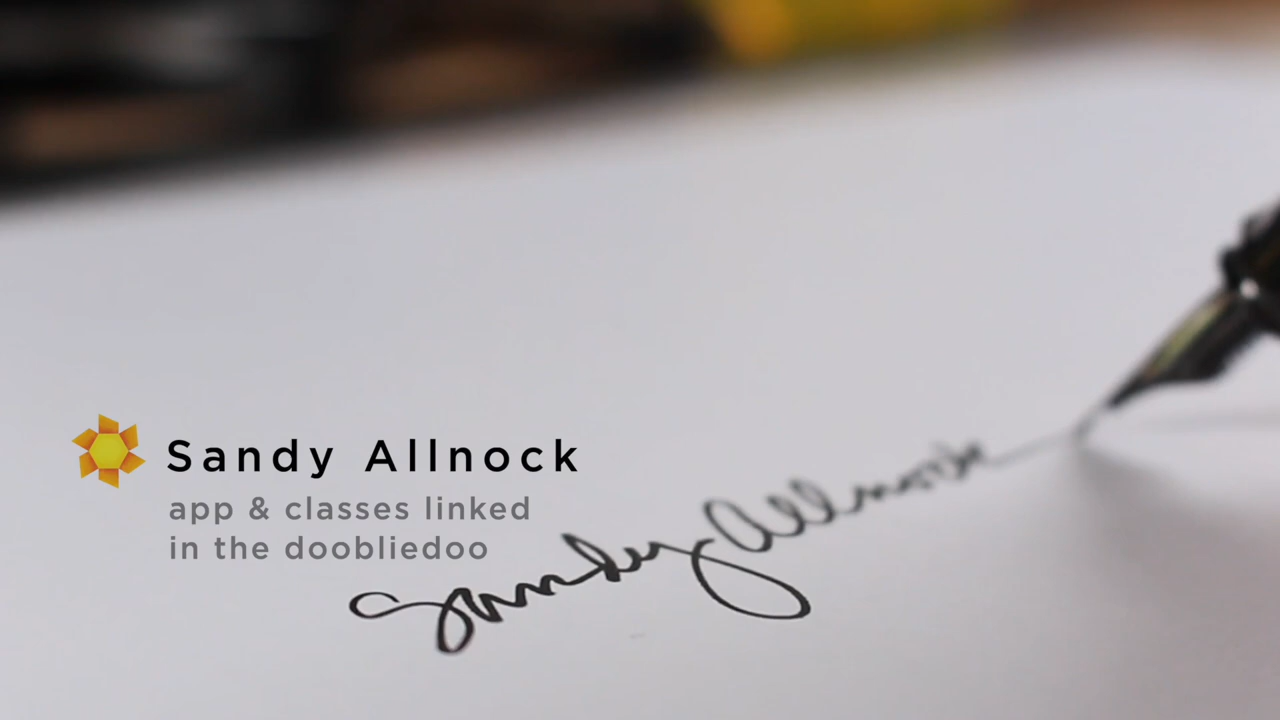 Sandy Allnock
app & classes linked
in the doobliedoo
Sandy Allnock